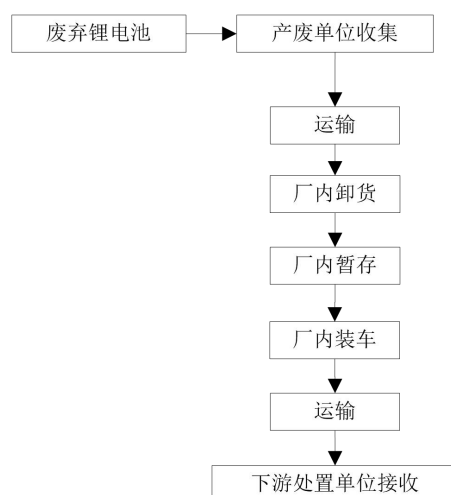 废弃锂电池
产废单位收集
运输
厂内卸货
厂内暂存
厂内装车
运输
下游处置单位接收